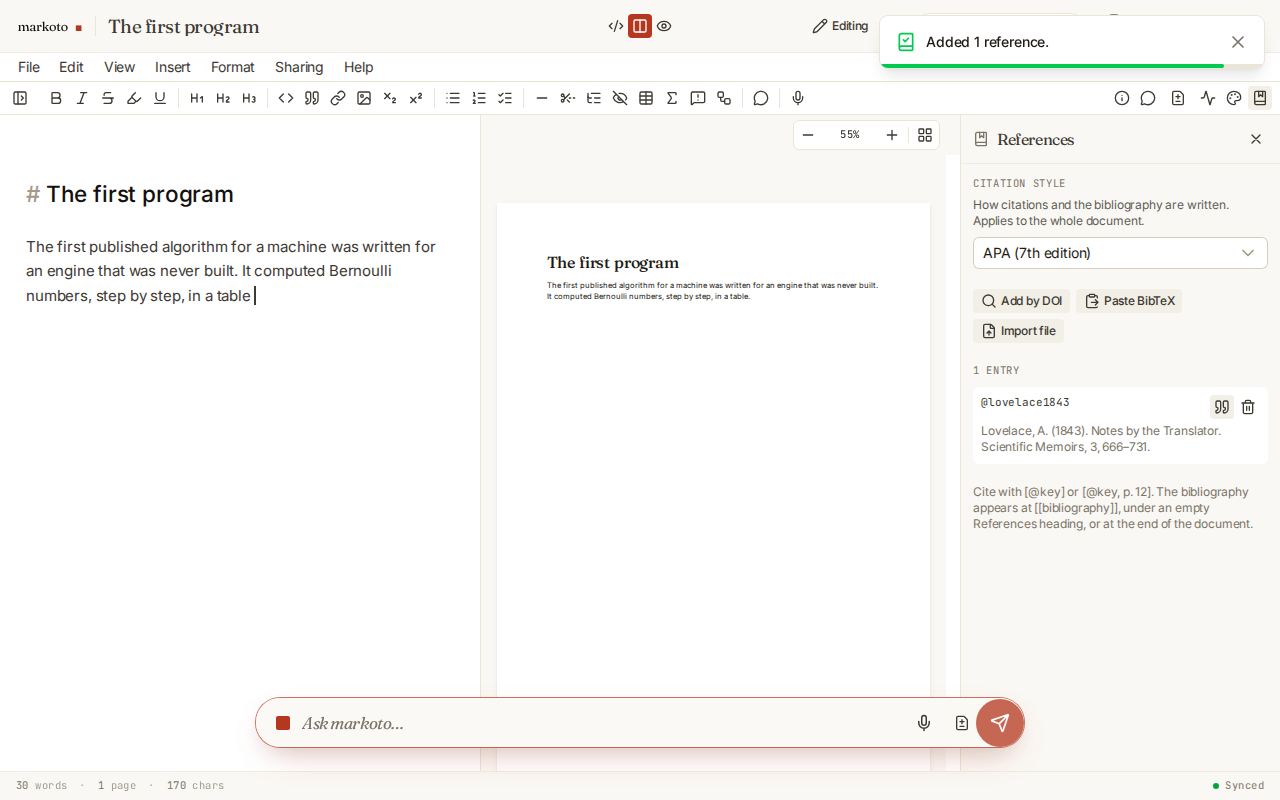 markoto
The first program
Editing
Added 1 reference.
File Edit View Insert Format Sharing Help
H1 H2 H3
55%
# The first program
The first published algorithm for a machine was written for
an engine that was never built. It computed Bernoulli
numbers, step by step, in a table
The first program
The first published algorithm for a machine was written for an engine that was never built.
It computed Bernoulli numbers, step by step, in a table.
References
CITATION STYLE
How citations and the bibliography are written.
Applies to the whole document.
APA (7th edition)
Add by DOI
Paste BibTeX
Import file
1 ENTRY
@lovelace1843
Lovelace, A. (1843). Notes by the Translator.
Scientific Memoirs, 3, 666–731.
Cite with [@key] or [@key, p. 12]. The bibliography
appears at [[bibliography]], under an empty
References heading, or at the end of the document.
Ask markoto...
30 words · 1 page · 170 chars
Synced